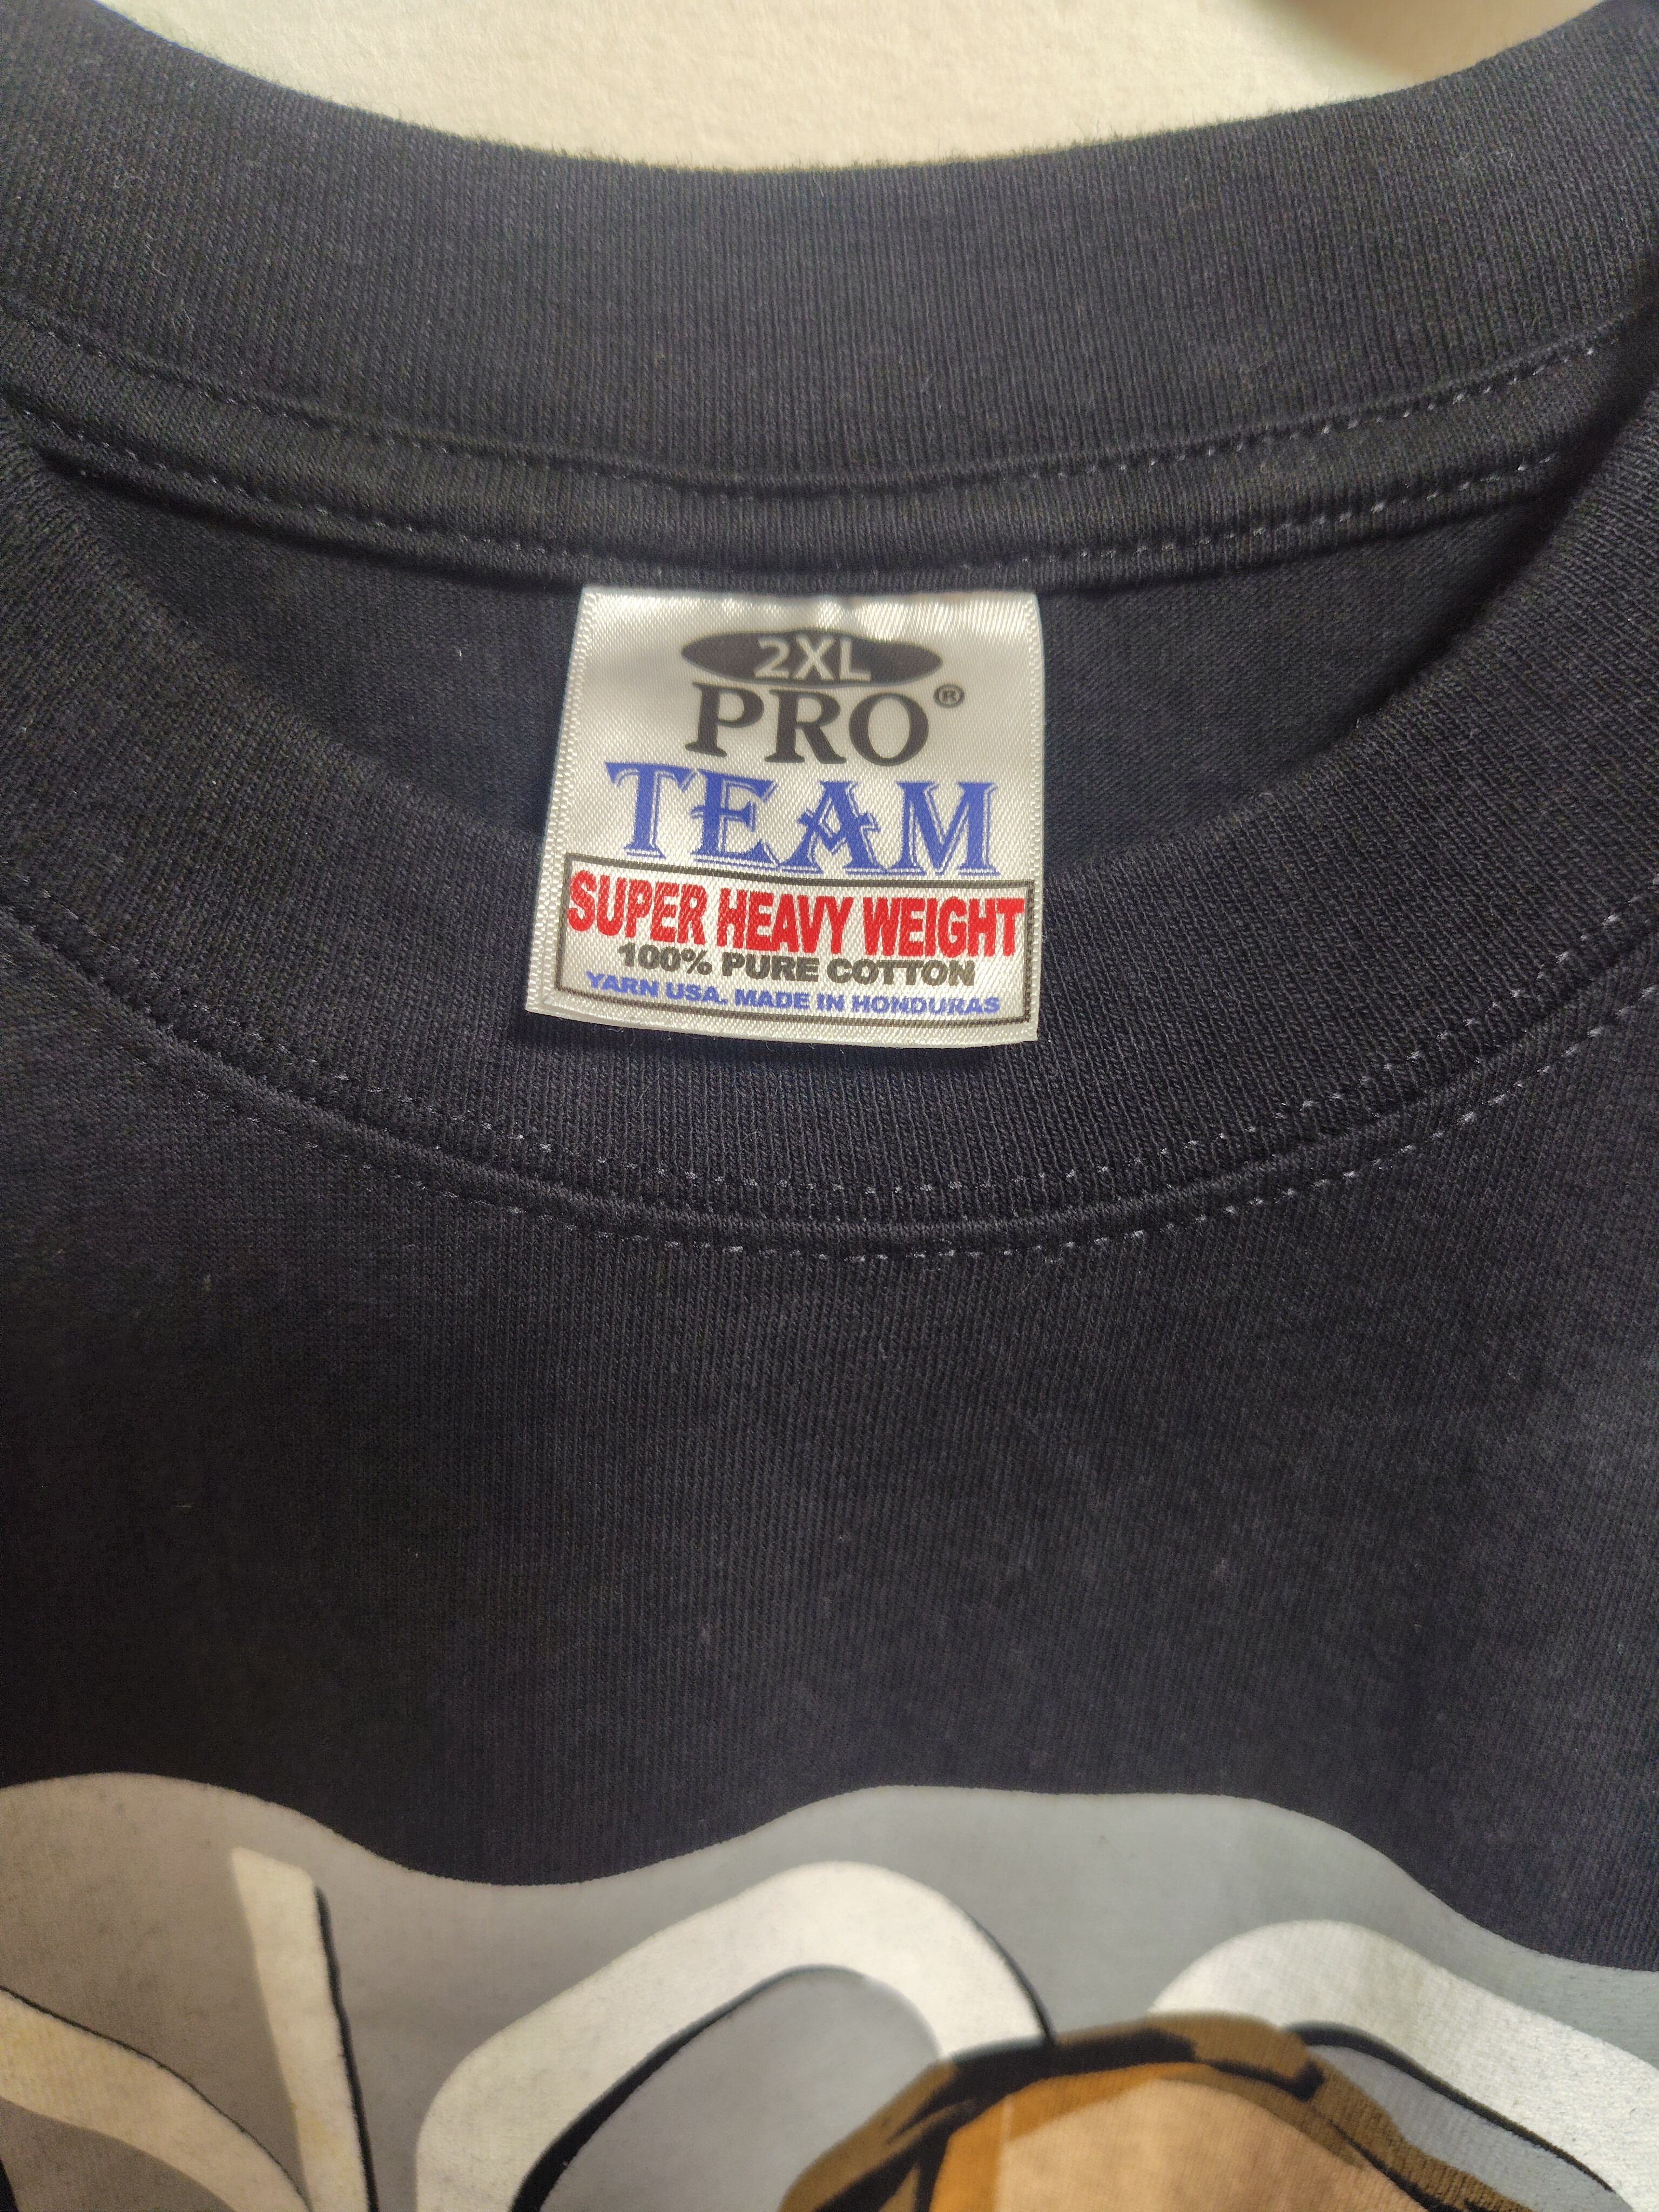 2XL
PRO®
TEAM
SUPER HEAVY WEIGHT
100% PURE COTTON
YARN USA. MADE IN HONDURAS